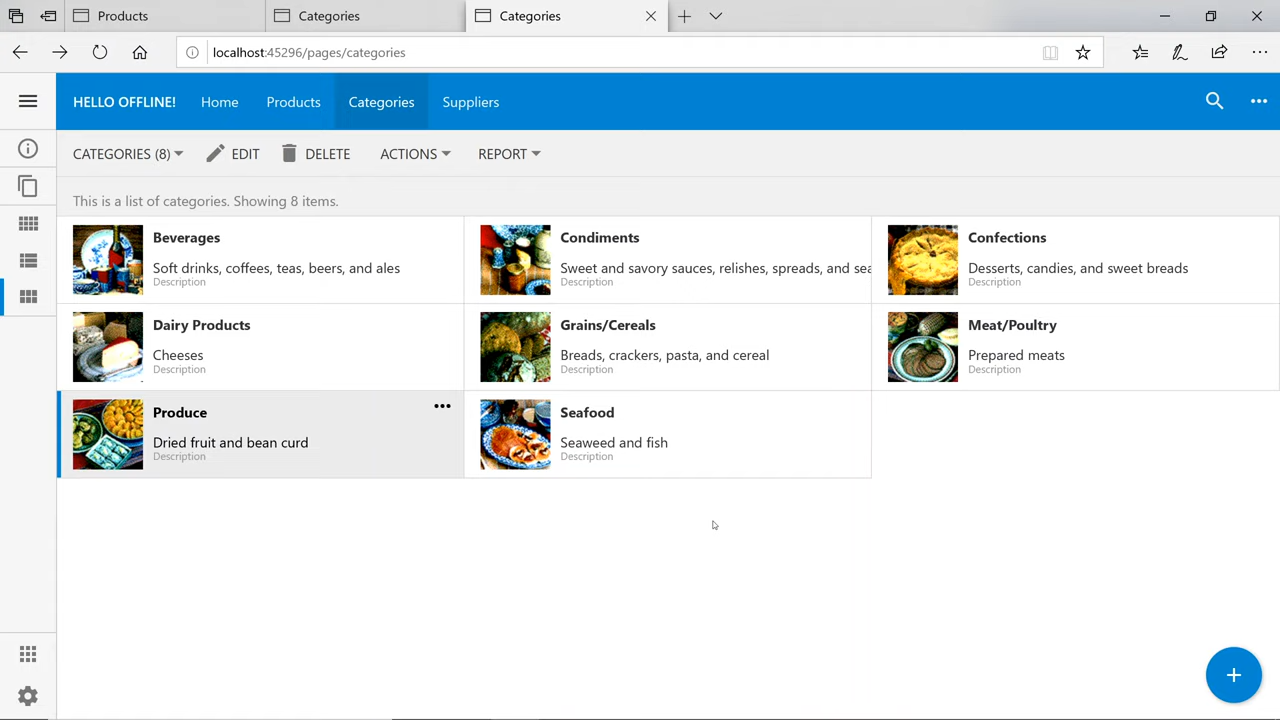 Products
Categories
Categories
localhost:45296/pages/categories
HELLO OFFLINE! Home Products Categories Suppliers
CATEGORIES (8) EDIT DELETE ACTIONS REPORT
This is a list of categories. Showing 8 items.
Beverages
Soft drinks, coffees, teas, beers, and ales
Description
Condiments
Sweet and savory sauces, relishes, spreads, and sea
Description
Confections
Desserts, candies, and sweet breads
Description
Dairy Products
Cheeses
Description
Grains/Cereals
Breads, crackers, pasta, and cereal
Description
Meat/Poultry
Prepared meats
Description
Produce
Dried fruit and bean curd
Description
Seafood
Seaweed and fish
Description